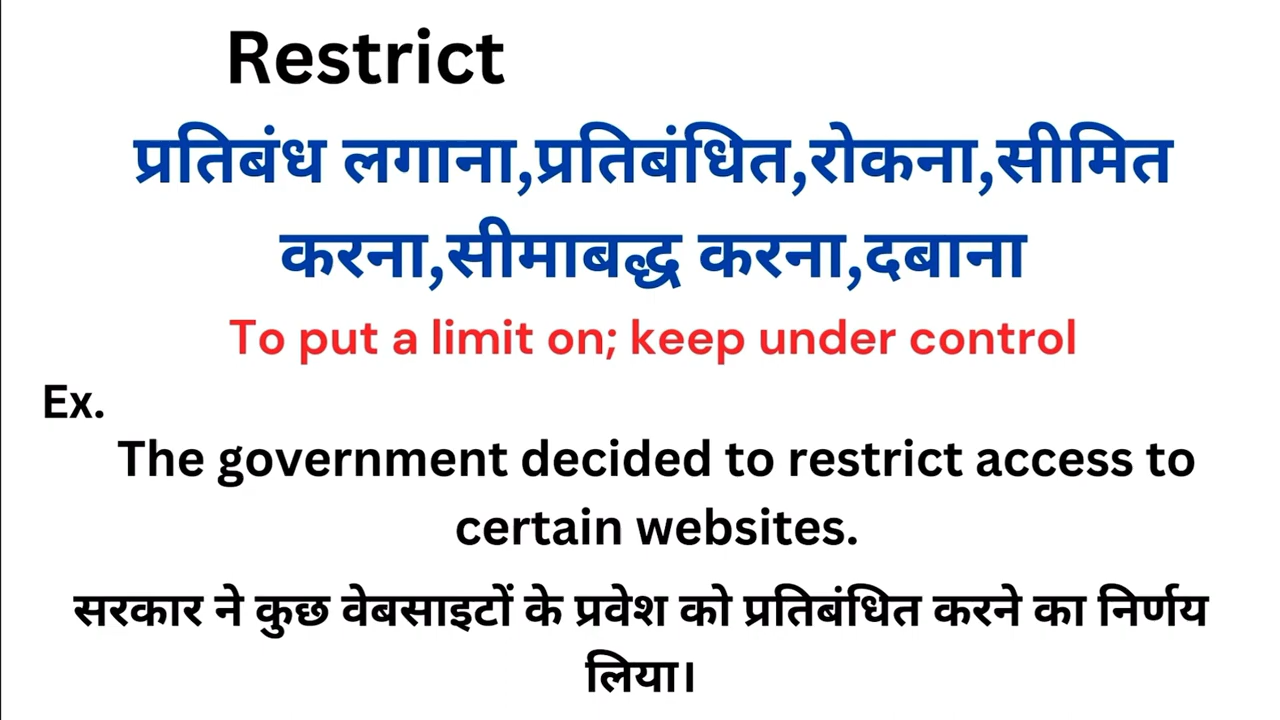 Restrict
प्रतिबंध लगाना,प्रतिबंधित,रोकना,सीमित
करना,सीमाबद्ध करना,दबाना
To put a limit on; keep under control
Ex.
The government decided to restrict access to
certain websites.
सरकार ने कुछ वेबसाइटों के प्रवेश को प्रतिबंधित करने का निर्णय
लिया।